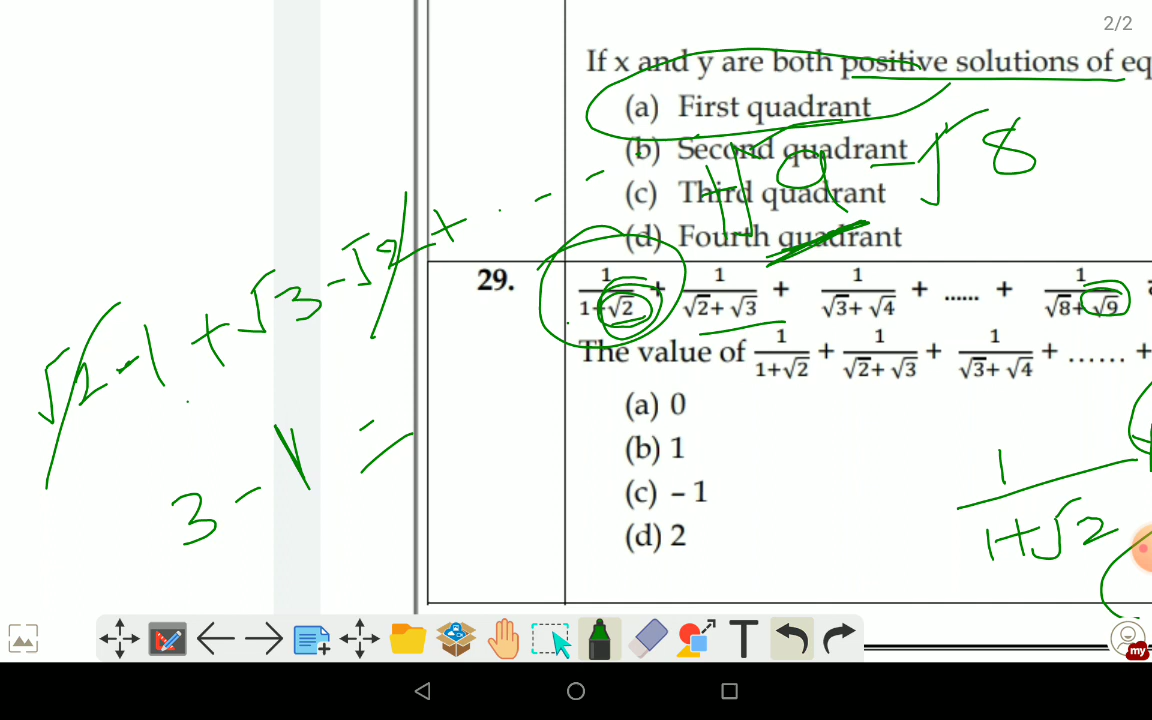 2/2
If x and y are both positive solutions of eq
(a) First quadrant
(b) Second quadrant
(c) Third quadrant
(d) Fourth quadrant
√9 - √8
29. 1/(1+√2) + 1/(√2+√3) + 1/(√3+√4) + ...... + 1/(√8+√9)
The value of 1/(1+√2) + 1/(√2+√3) + 1/(√3+√4) + ...... +
(a) 0
(b) 1
(c) – 1
(d) 2
√2 - 1 + √3 - √2 + . - -
3 - 1 =
1/(1+√2)
T
my